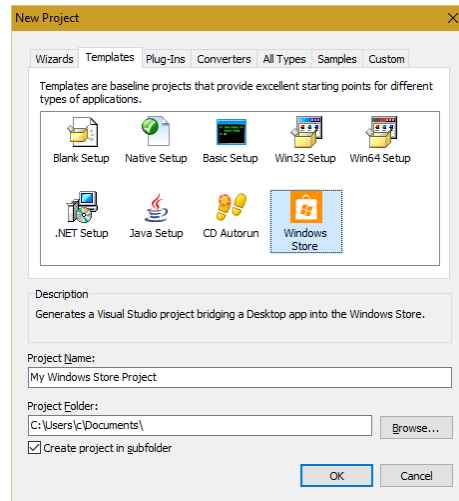 New Project
Wizards Templates Plug-Ins Converters All Types Samples Custom
Templates are baseline projects that provide excellent starting points for different
types of applications.
Blank Setup Native Setup Basic Setup Win32 Setup Win64 Setup
.NET Setup Java Setup CD Autorun Windows
Store
Description
Generates a Visual Studio project bridging a Desktop app into the Windows Store.
Project Name:
My Windows Store Project
Project Folder:
C:\Users\c\Documents\
Browse...
Create project in subfolder
OK Cancel